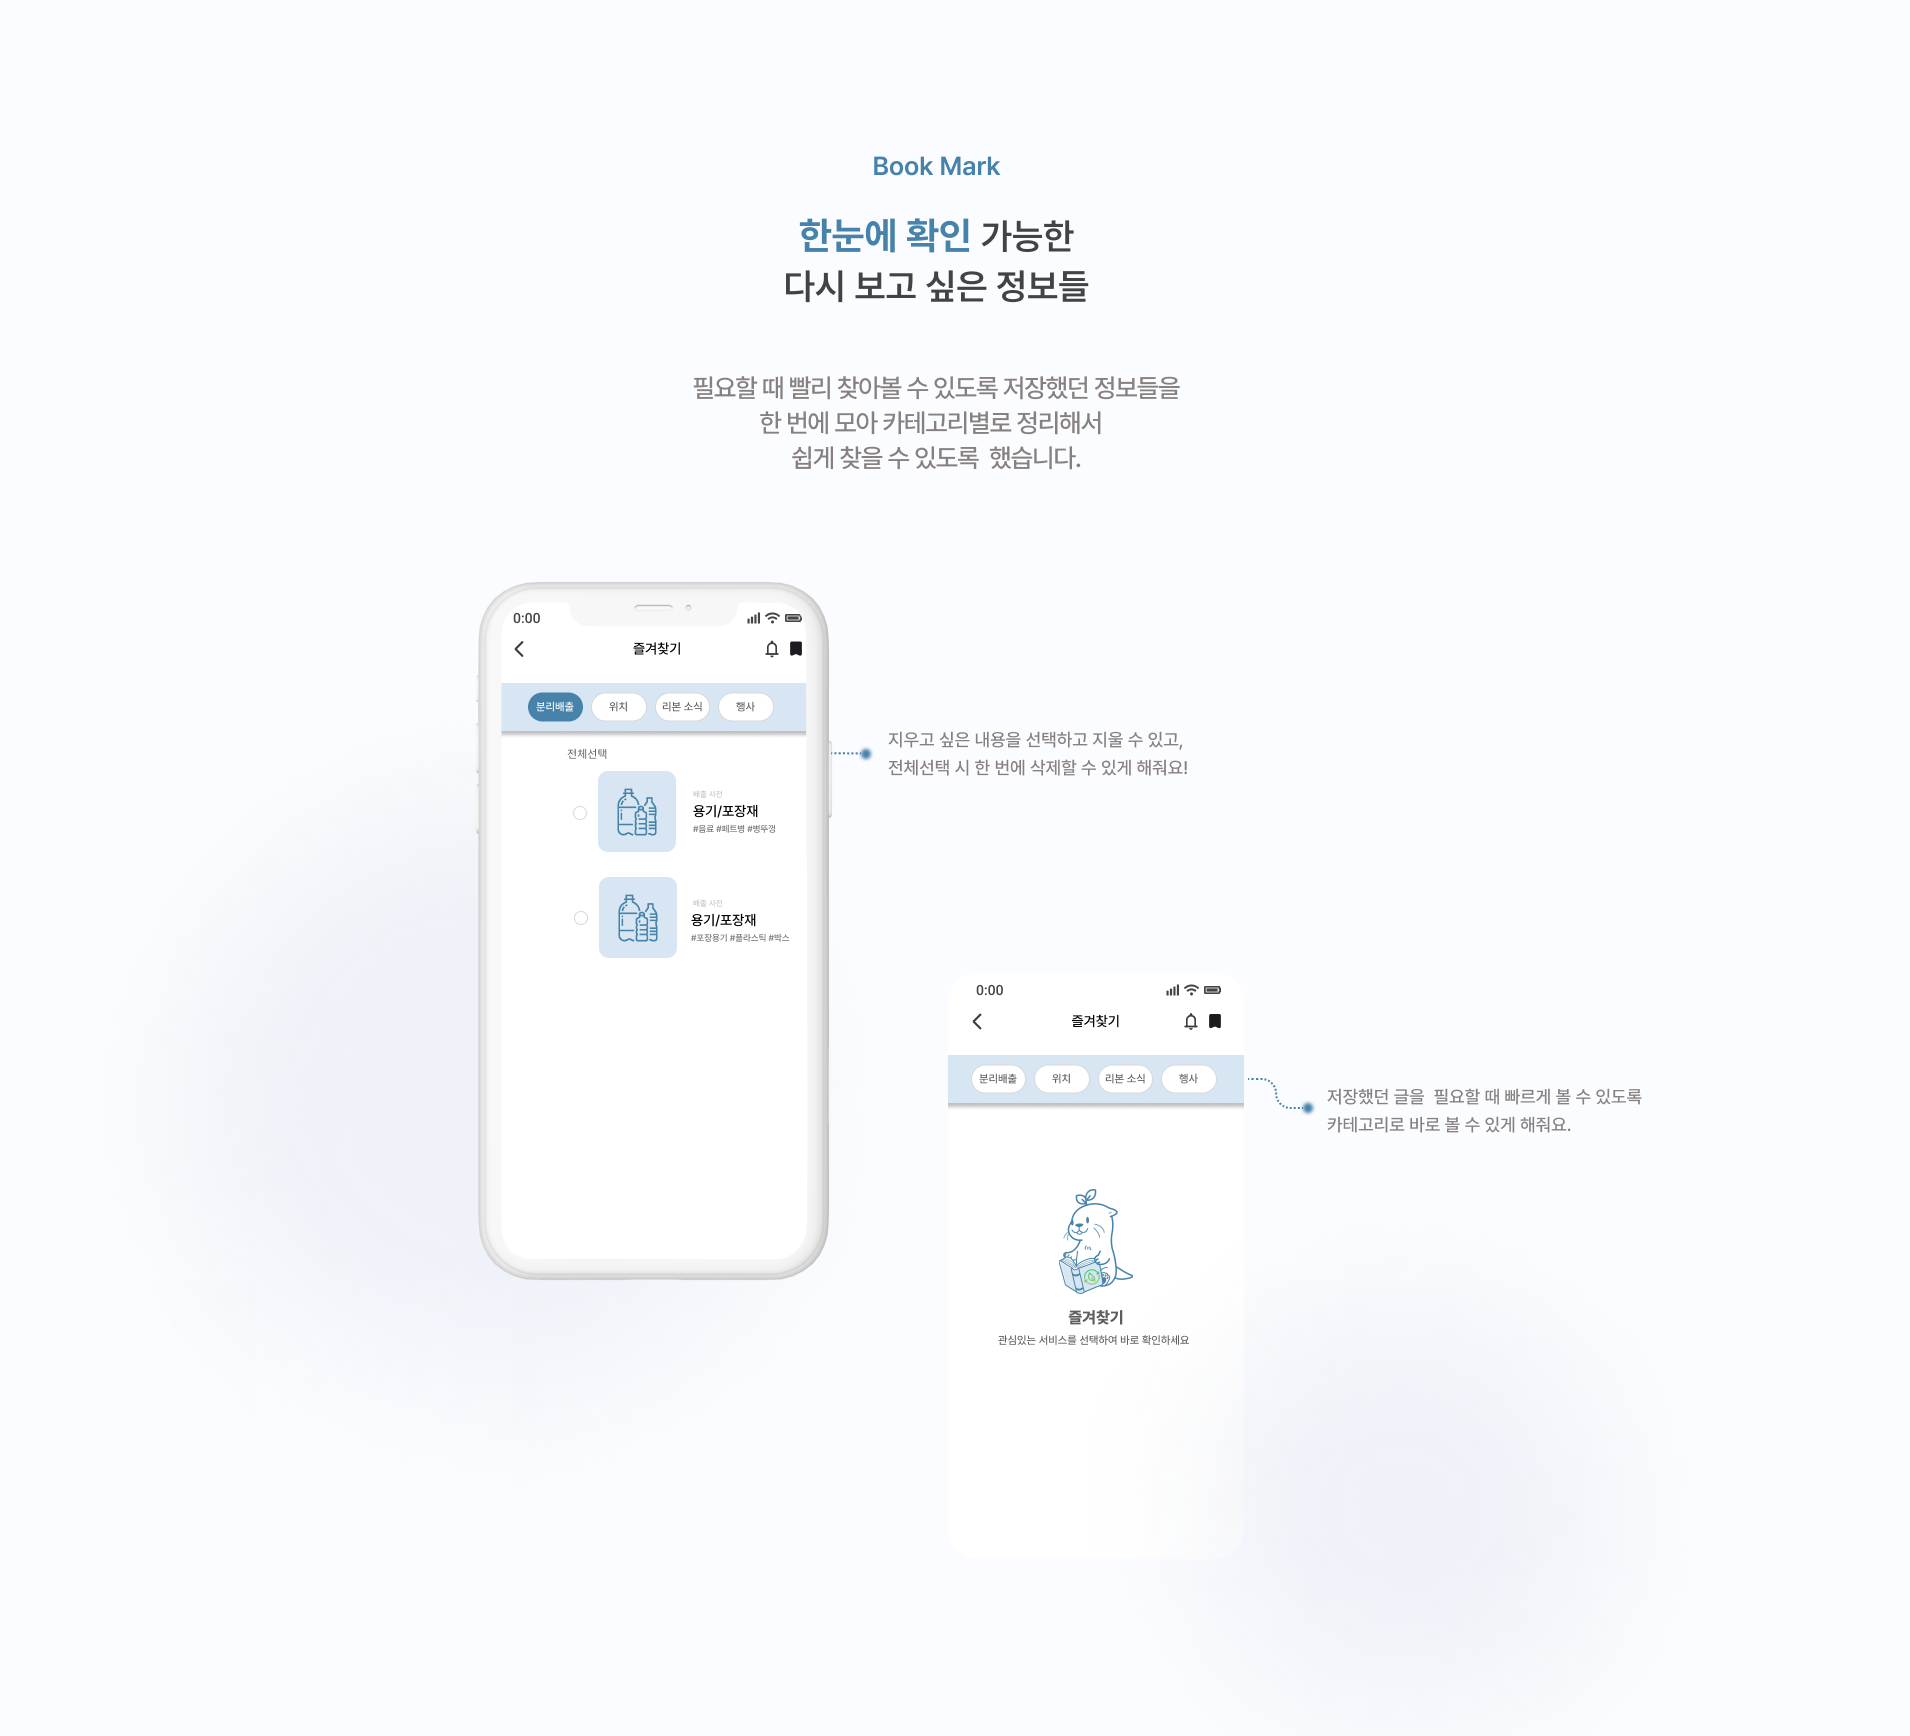 Book Mark
한눈에 확인 가능한
다시 보고 싶은 정보들
필요할 때 빨리 찾아볼 수 있도록 저장했던 정보들을
한 번에 모아 카테고리별로 정리해서
쉽게 찾을 수 있도록 했습니다.
0:00
즐겨찾기
분리배출 위치 리본 소식 행사
전체선택
배출 사전
용기/포장재
#음료 #페트병 #병뚜껑
배출 사전
용기/포장재
#포장용기 #플라스틱 #박스
지우고 싶은 내용을 선택하고 지울 수 있고,
전체선택 시 한 번에 삭제할 수 있게 해줘요!
0:00
즐겨찾기
분리배출 위치 리본 소식 행사
즐겨찾기
관심있는 서비스를 선택하여 바로 확인하세요
저장했던 글을 필요할 때 빠르게 볼 수 있도록
카테고리로 바로 볼 수 있게 해줘요.